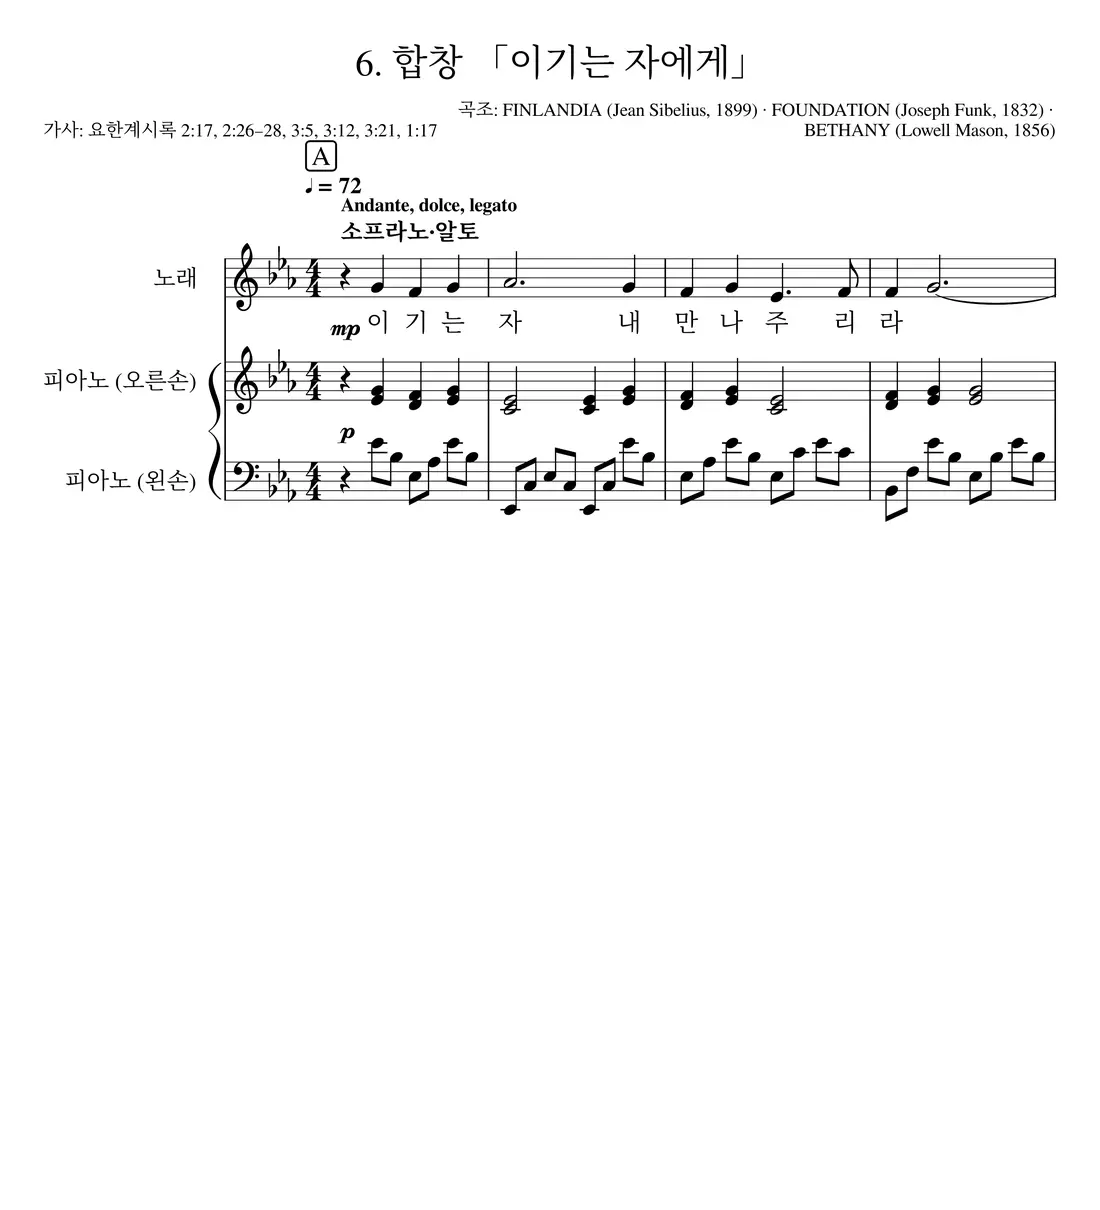 6. 합창 「이기는 자에게」
곡조: FINLANDIA (Jean Sibelius, 1899) · FOUNDATION (Joseph Funk, 1832) ·
가사: 요한계시록 2:17, 2:26–28, 3:5, 3:12, 3:21, 1:17
BETHANY (Lowell Mason, 1856)
A
♩ = 72
Andante, dolce, legato
소프라노·알토
노래
mp 이 기 는 자 내 만 나 주 리 라
피아노 (오른손)
p
피아노 (왼손)